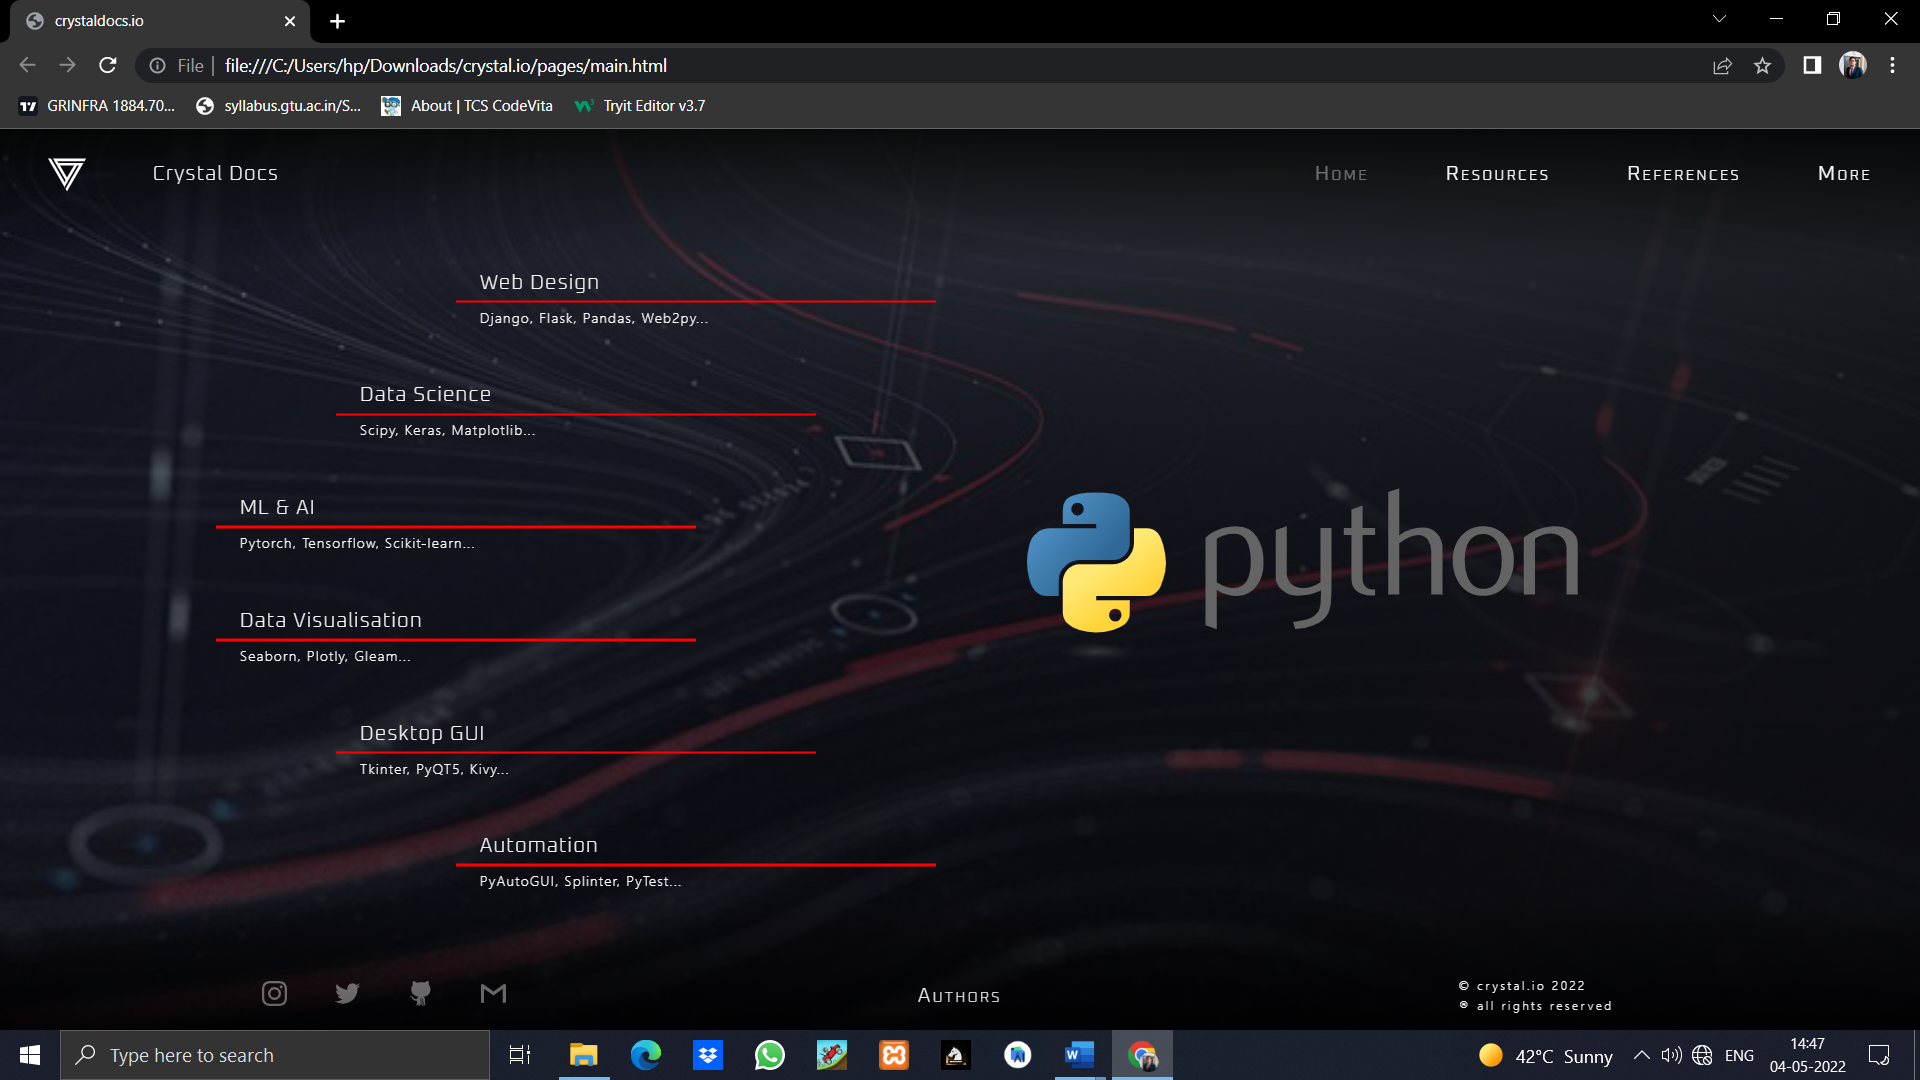 crystaldocs.io
File
file:///C:/Users/hp/Downloads/crystal.io/pages/main.html
GRINFRA 1884.70...
syllabus.gtu.ac.in/S...
About | TCS CodeVita
Tryit Editor v3.7
Crystal Docs
Home
Resources
References
More
Web Design
Django, Flask, Pandas, Web2py...
Data Science
Scipy, Keras, Matplotlib...
ML & AI
Pytorch, Tensorflow, Scikit-learn...
Data Visualisation
Seaborn, Plotly, Gleam...
Desktop GUI
Tkinter, PyQT5, Kivy...
Automation
PyAutoGUI, Splinter, PyTest...
python
Authors
© crystal.io 2022
® all rights reserved
Type here to search
42°C Sunny
ENG
14:47
04-05-2022